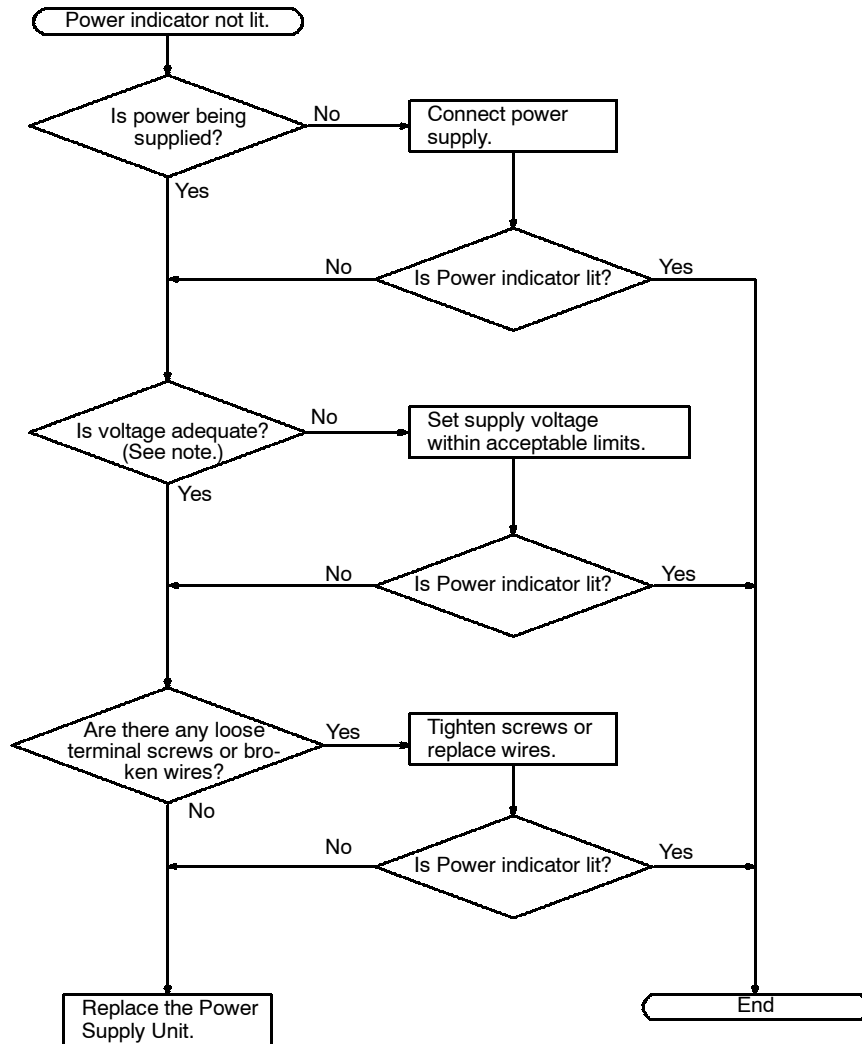 Power indicator not lit.
Is power being
supplied?
No
Connect power
supply.
Yes
No
Is Power indicator lit?
Yes
Is voltage adequate?
(See note.)
No
Set supply voltage
within acceptable limits.
Yes
No
Is Power indicator lit?
Yes
Are there any loose
terminal screws or bro-
ken wires?
Yes
Tighten screws or
replace wires.
No
No
Is Power indicator lit?
Yes
Replace the Power
Supply Unit.
End